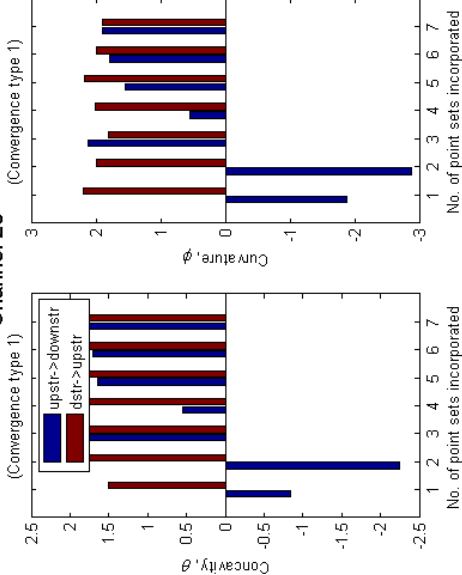 (Convergence type 1)
2.5
2
1.5
1
0.5
0
-0.5
-1
-1.5
-2
-2.5
Concavity, θ
upstr->downstr
dstr->upstr
1 2 3 4 5 6 7
No. of point sets incorporated
(Convergence type 1)
3
2
1
0
-1
-2
-3
Curvature, φ
1 2 3 4 5 6 7
No. of point sets incorporated